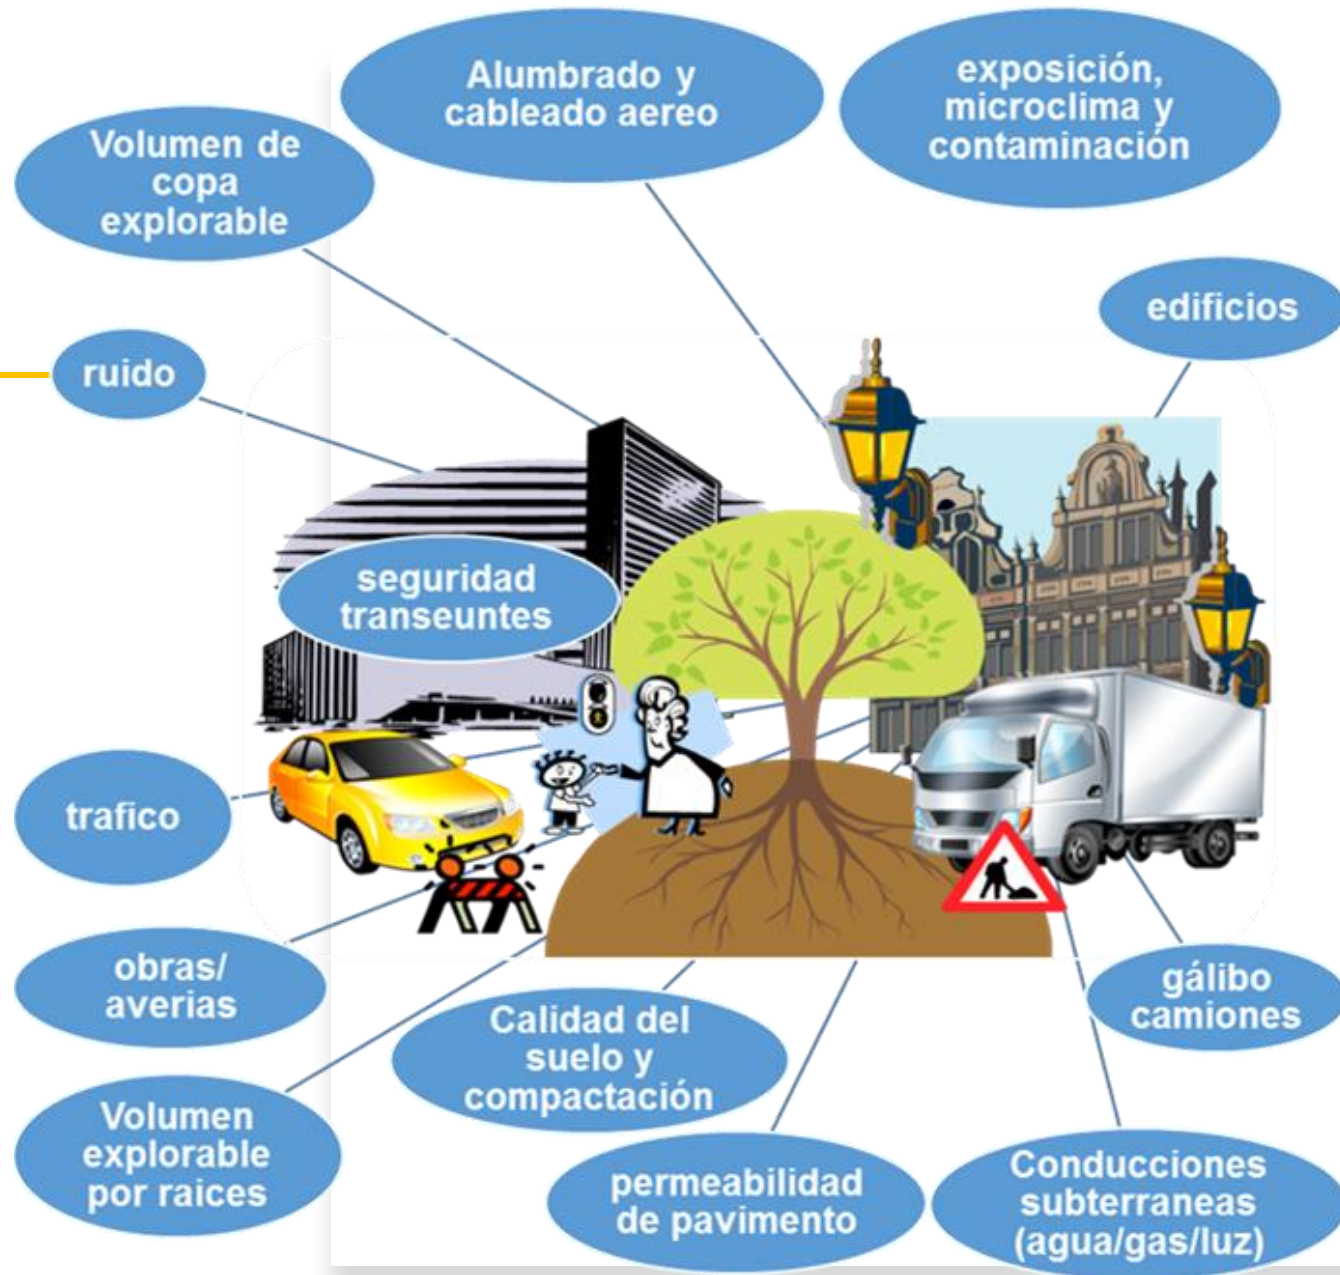 Alumbrado y
cableado aereo
exposición,
microclima y
contaminación
Volumen de
copa
explorable
edificios
ruido
seguridad
transeuntes
trafico
obras/
averias
gálibo
camiones
Calidad del
suelo y
compactación
Volumen
explorable
por raices
permeabilidad
de pavimento
Conducciones
subterraneas
(agua/gas/luz)